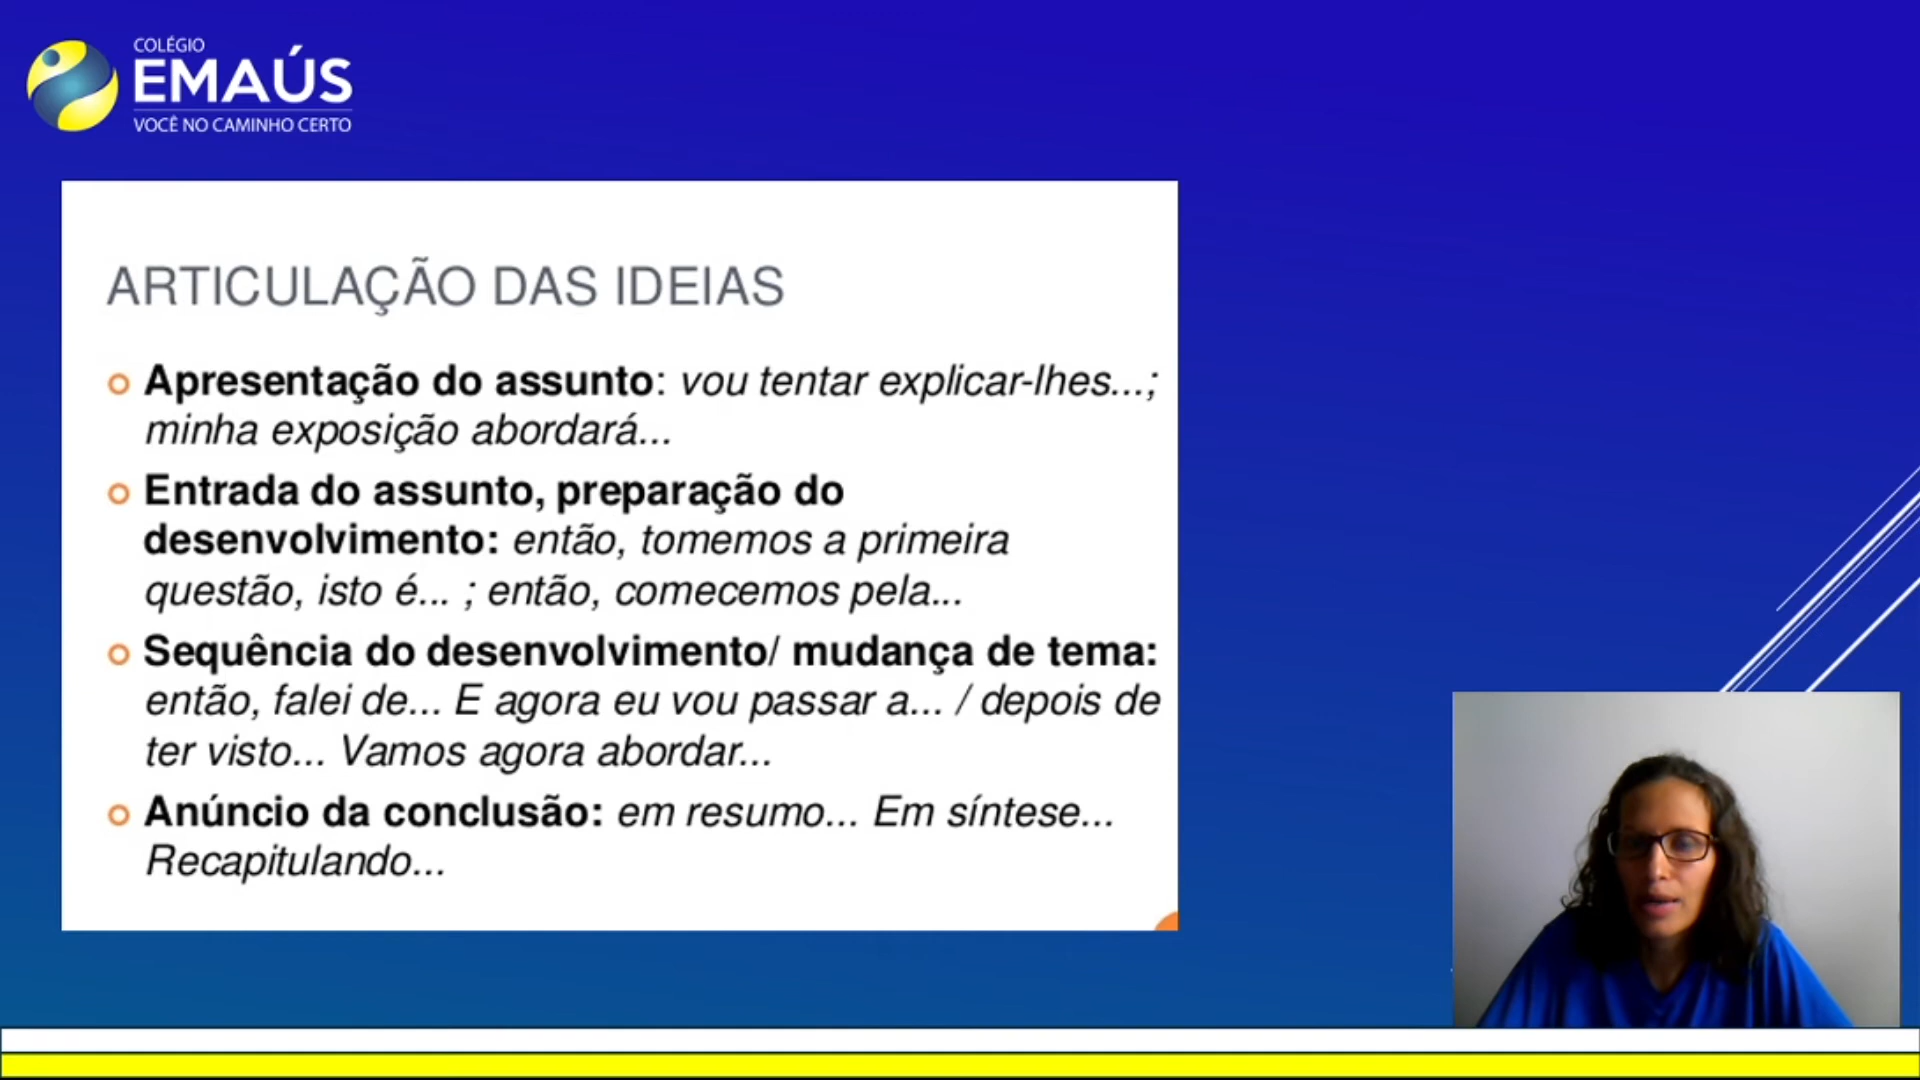 COLÉGIO
EMAÚS
VOCÊ NO CAMINHO CERTO
ARTICULAÇÃO DAS IDEIAS
Apresentação do assunto: vou tentar explicar-lhes...;
minha exposição abordará...
Entrada do assunto, preparação do
desenvolvimento: então, tomemos a primeira
questão, isto é... ; então, comecemos pela...
Sequência do desenvolvimento/ mudança de tema:
então, falei de... E agora eu vou passar a... / depois de
ter visto... Vamos agora abordar...
Anúncio da conclusão: em resumo... Em síntese...
Recapitulando...